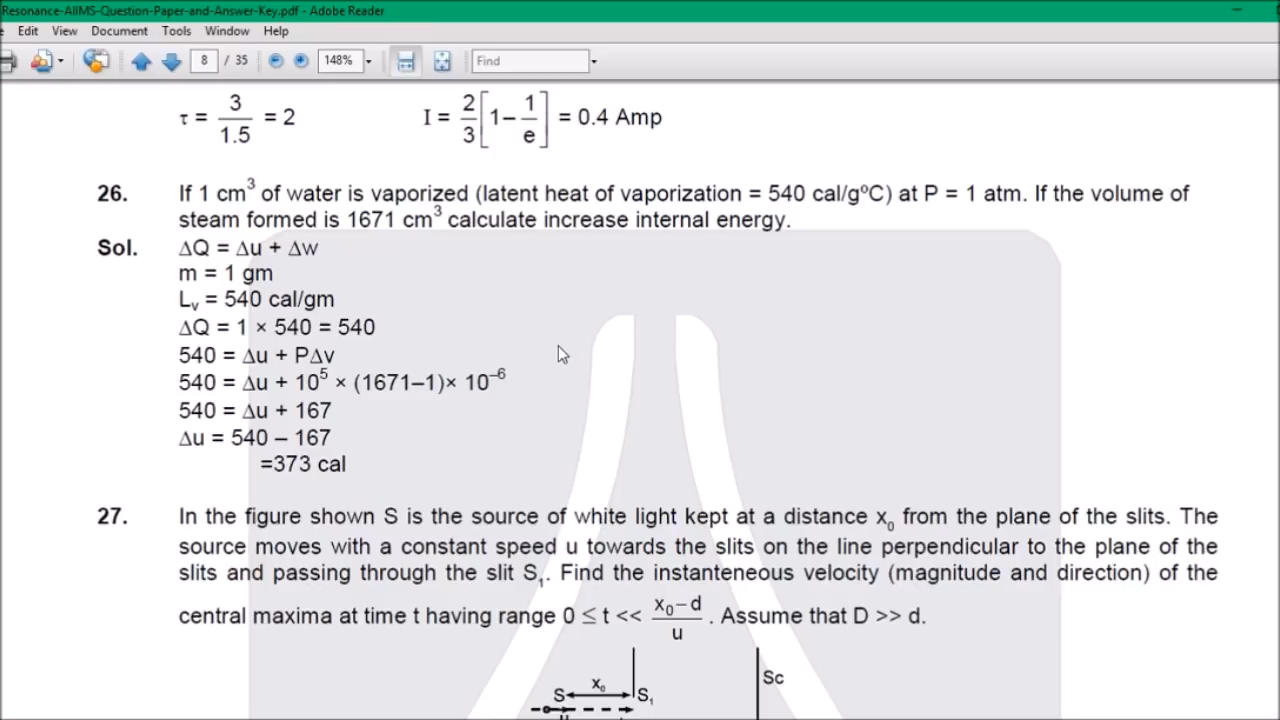 Resonance-AIIMS-Question-Paper-and-Answer-Key.pdf - Adobe Reader
Edit View Document Tools Window Help
8 / 35 148% Find
τ = 3/1.5 = 2 I = 2/3[1–1/e] = 0.4 Amp
26. If 1 cm³ of water is vaporized (latent heat of vaporization = 540 cal/gºC) at P = 1 atm. If the volume of
steam formed is 1671 cm³ calculate increase internal energy.
Sol. ΔQ = Δu + Δw
m = 1 gm
Lᵥ = 540 cal/gm
ΔQ = 1 × 540 = 540
540 = Δu + PΔv
540 = Δu + 10⁵ × (1671–1)× 10⁻⁶
540 = Δu + 167
Δu = 540 – 167
=373 cal
27. In the figure shown S is the source of white light kept at a distance x₀ from the plane of the slits. The
source moves with a constant speed u towards the slits on the line perpendicular to the plane of the
slits and passing through the slit S₁. Find the instanteneous velocity (magnitude and direction) of the
central maxima at time t having range 0 ≤ t << (x₀–d)/u . Assume that D >> d.
x₀ Sc
S S₁